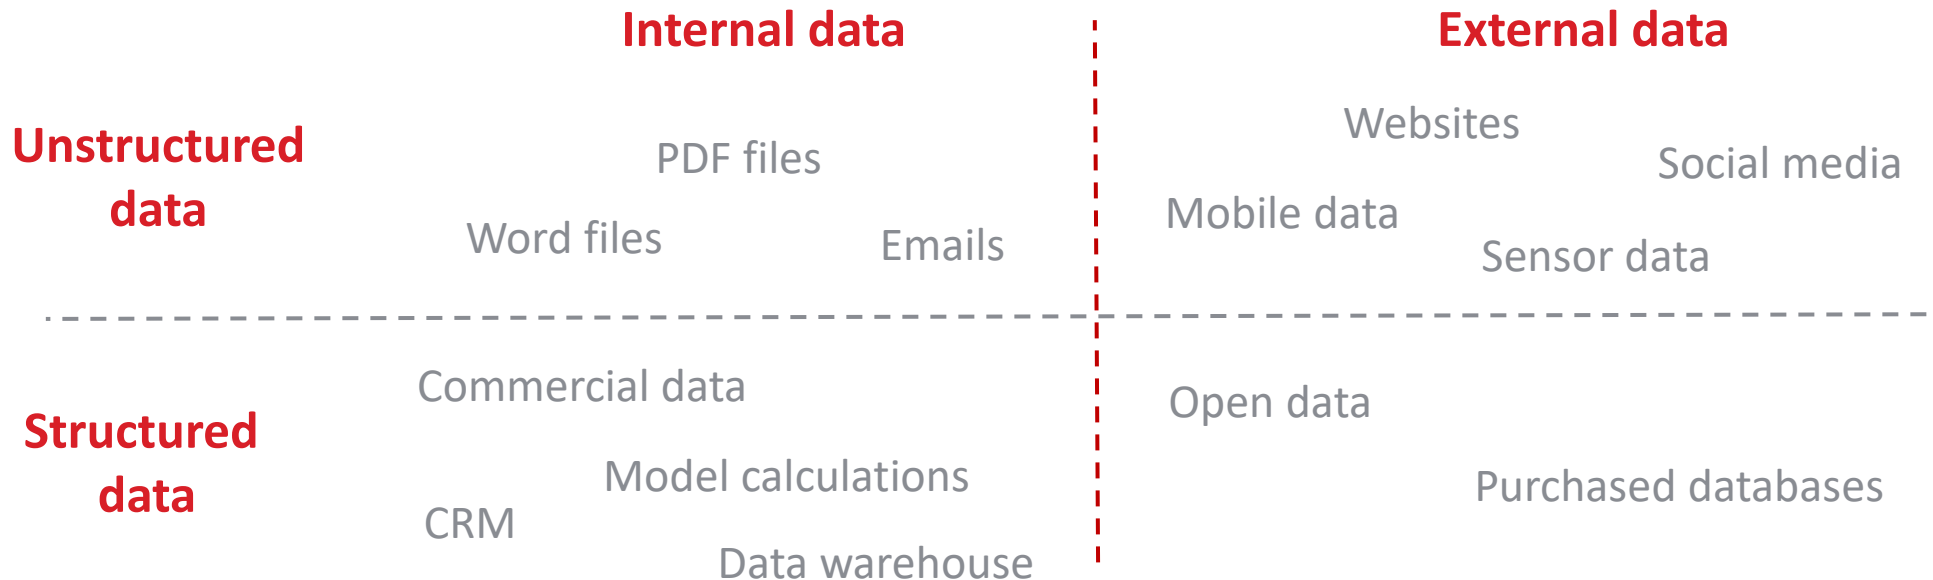 Internal data
External data
Unstructured
data
PDF files
Word files
Emails
Websites
Social media
Mobile data
Sensor data
Structured
data
Commercial data
Model calculations
CRM
Data warehouse
Open data
Purchased databases